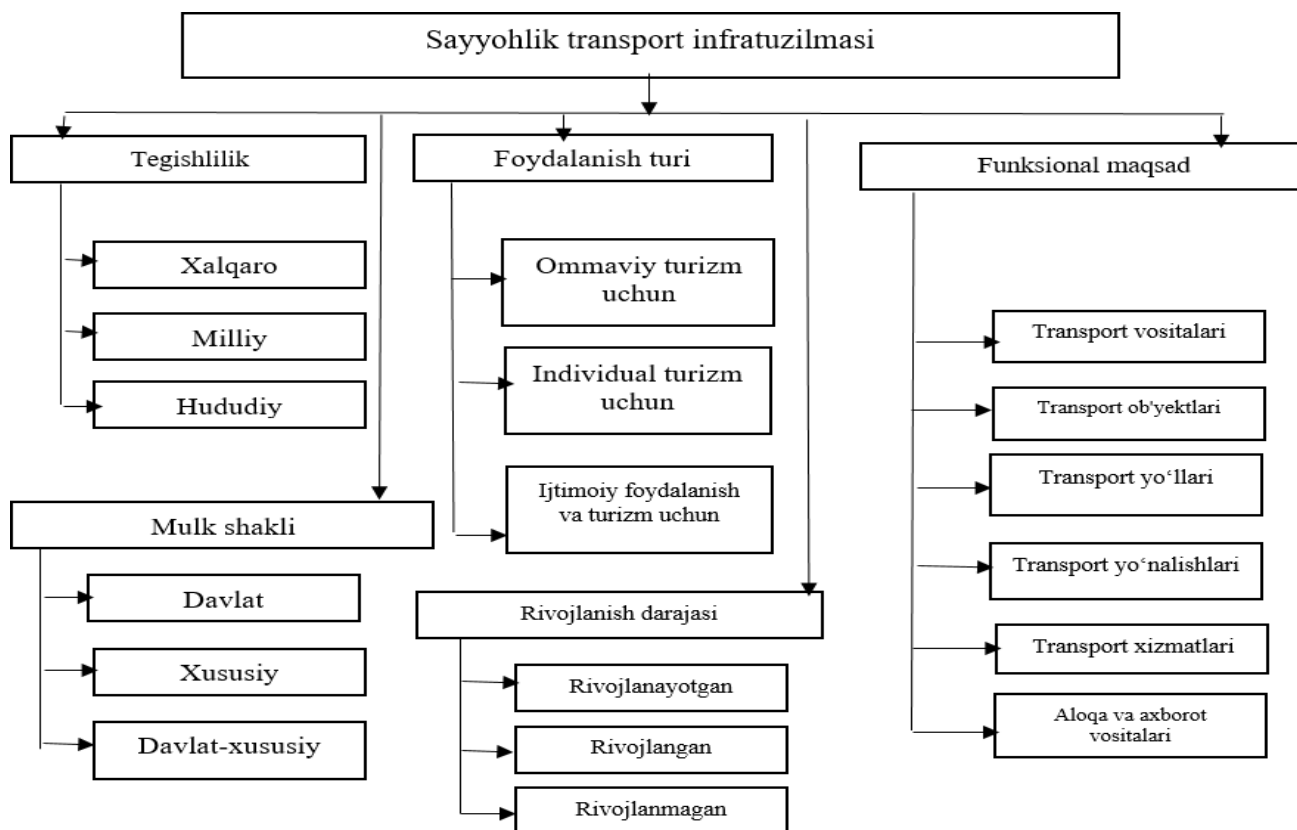 Sayyohlik transport infratuzilmasi
Tegishlilik
Xalqaro
Milliy
Hududiy
Mulk shakli
Davlat
Xususiy
Davlat-xususiy
Foydalanish turi
Ommaviy turizm
uchun
Individual turizm
uchun
Ijtimoiy foydalanish
va turizm uchun
Rivojlanish darajasi
Rivojlanayotgan
Rivojlangan
Rivojlanmagan
Funksional maqsad
Transport vositalari
Transport ob'yektlari
Transport yo‘llari
Transport yo‘nalishlari
Transport xizmatlari
Aloqa va axborot
vositalari